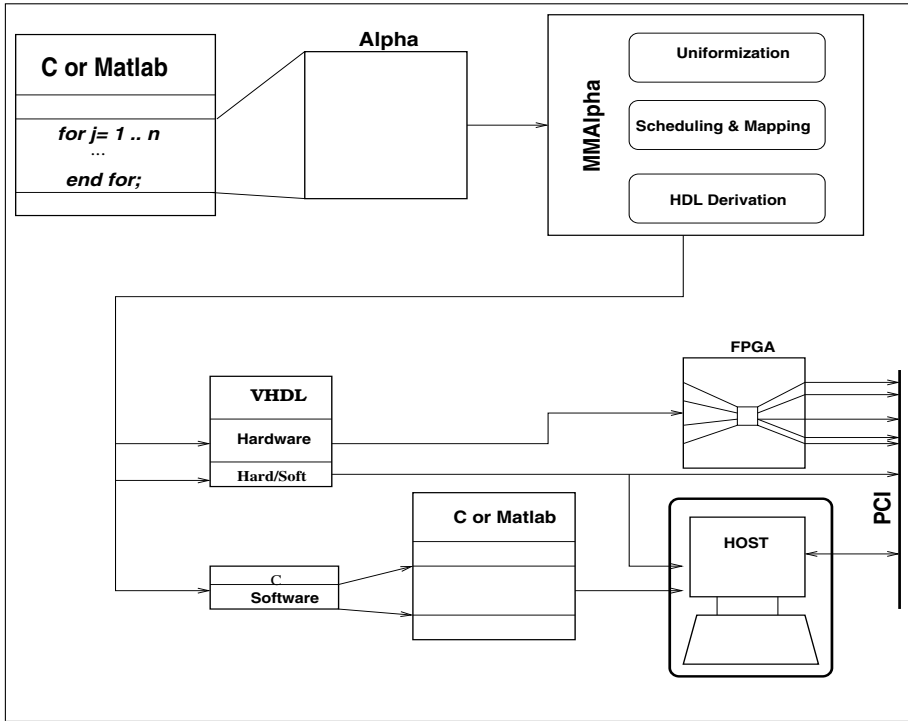 C or Matlab
for j= 1 .. n
...
end for;
Alpha
MMAlpha
Uniformization
Scheduling & Mapping
HDL Derivation
VHDL
Hardware
Hard/Soft
FPGA
PCI
C
Software
C or Matlab
HOST